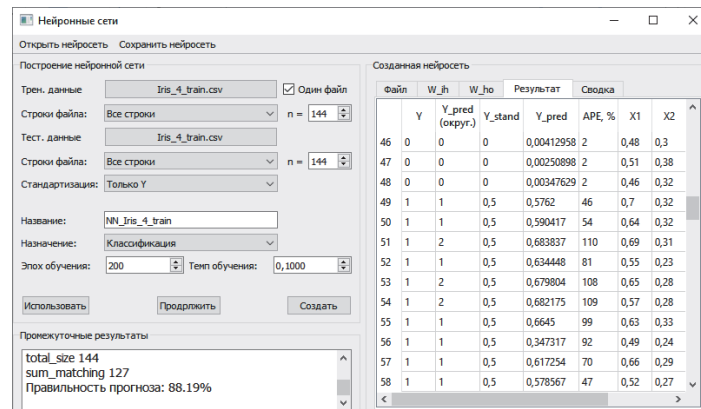 Нейронные сети
Открыть нейросеть Сохранить нейросеть
Построение нейронной сети
Трен. данные Iris_4_train.csv Один файл
Строки файла: Все строки n = 144
Тест. данные Iris_4_train.csv
Строки файла: Все строки n = 144
Стандартизация: Только Y
Название: NN_Iris_4_train
Назначение: Классификация
Эпох обучения: 200 Темп обучения: 0,1000
Использовать Продрлжить Создать
Промежуточные результаты
total_size 144
sum_matching 127
Правильность прогноза: 88.19%
Созданная нейросеть
Файл W_ih W_ho Результат Сводка
Y Y_pred (округ.) Y_stand Y_pred APE, % X1 X2
46 0 0 0 0,00412958 2 0,48 0,3
47 0 0 0 0,00250898 2 0,51 0,38
48 0 0 0 0,00347629 2 0,46 0,32
49 1 1 0,5 0,5762 46 0,7 0,32
50 1 1 0,5 0,590417 54 0,64 0,32
51 1 2 0,5 0,683837 110 0,69 0,31
52 1 1 0,5 0,634448 81 0,55 0,23
53 1 2 0,5 0,679804 108 0,65 0,28
54 1 2 0,5 0,682175 109 0,57 0,28
55 1 1 0,5 0,6645 99 0,63 0,33
56 1 1 0,5 0,347317 92 0,49 0,24
57 1 1 0,5 0,617254 70 0,66 0,29
58 1 1 0,5 0,578567 47 0,52 0,27